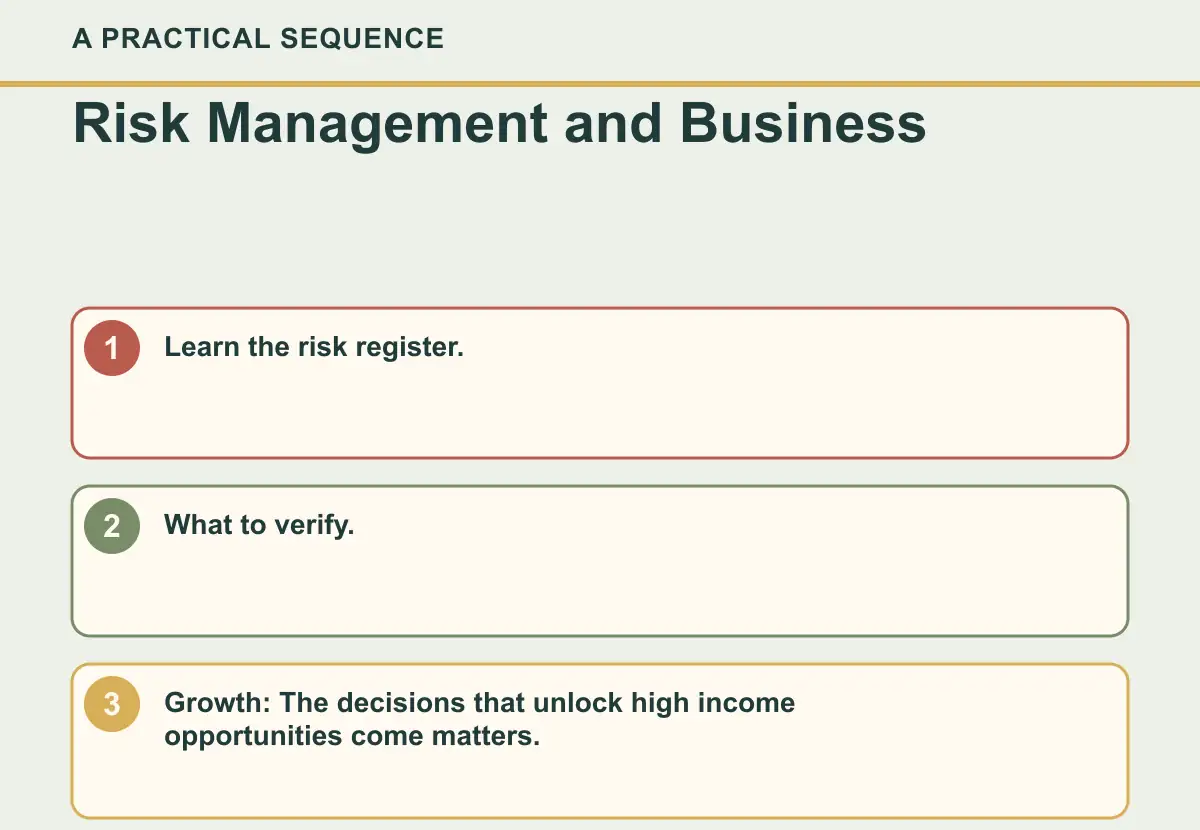 A PRACTICAL SEQUENCE
Risk Management and Business
1
Learn the risk register.
2
What to verify.
3
Growth: The decisions that unlock high income
opportunities come matters.